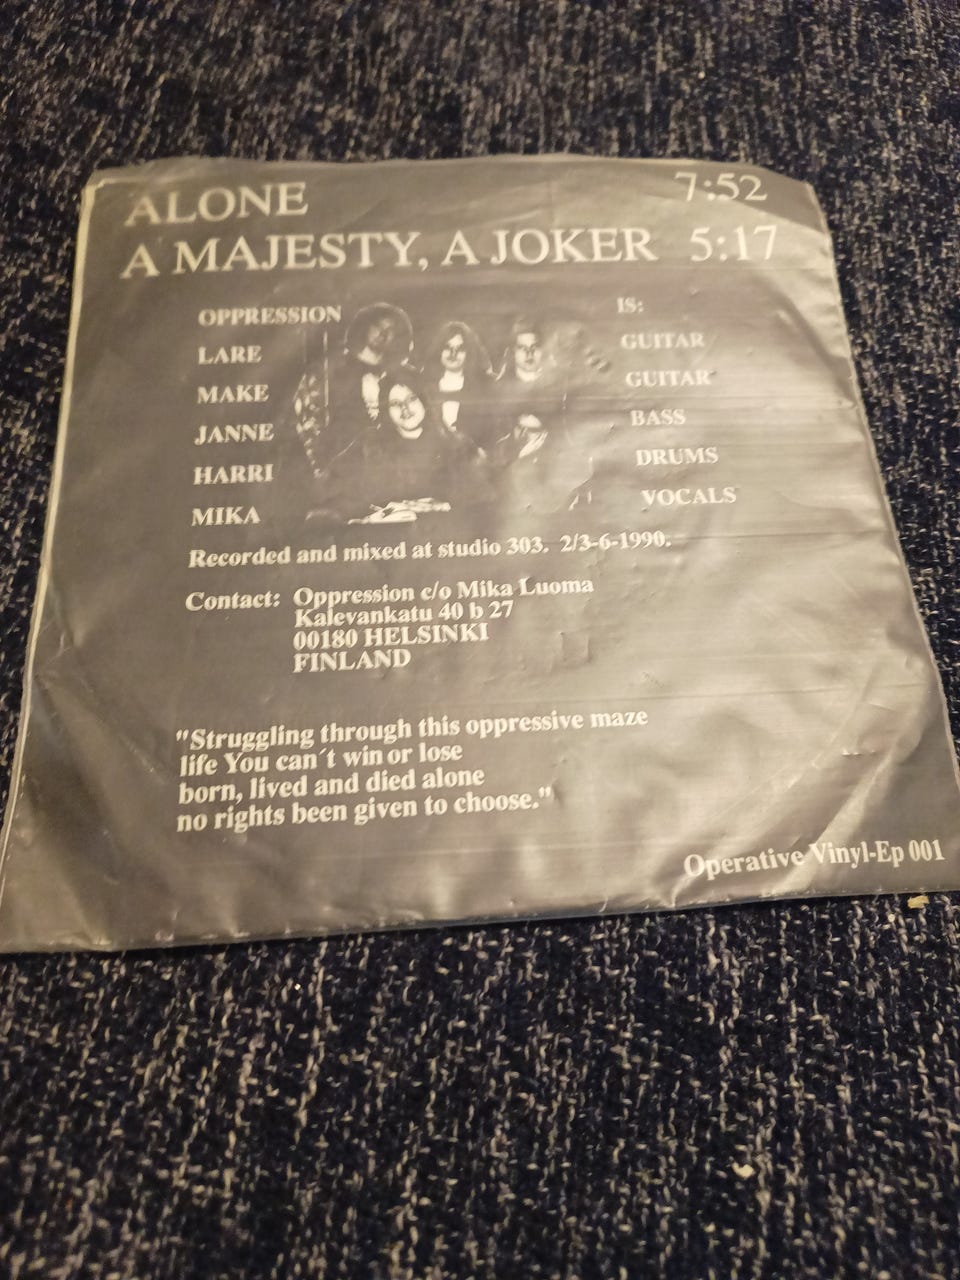 ALONE 7:52
A MAJESTY, A JOKER 5:17
OPPRESSION IS:
LARE GUITAR
MAKE GUITAR
JANNE BASS
HARRI DRUMS
MIKA VOCALS
Recorded and mixed at studio 303. 2/3-6-1990.
Contact: Oppression c/o Mika Luoma
Kalevankatu 40 b 27
00180 HELSINKI
FINLAND
"Struggling through this oppressive maze
life You can´t win or lose
born, lived and died alone
no rights been given to choose."
Operative Vinyl-Ep 001